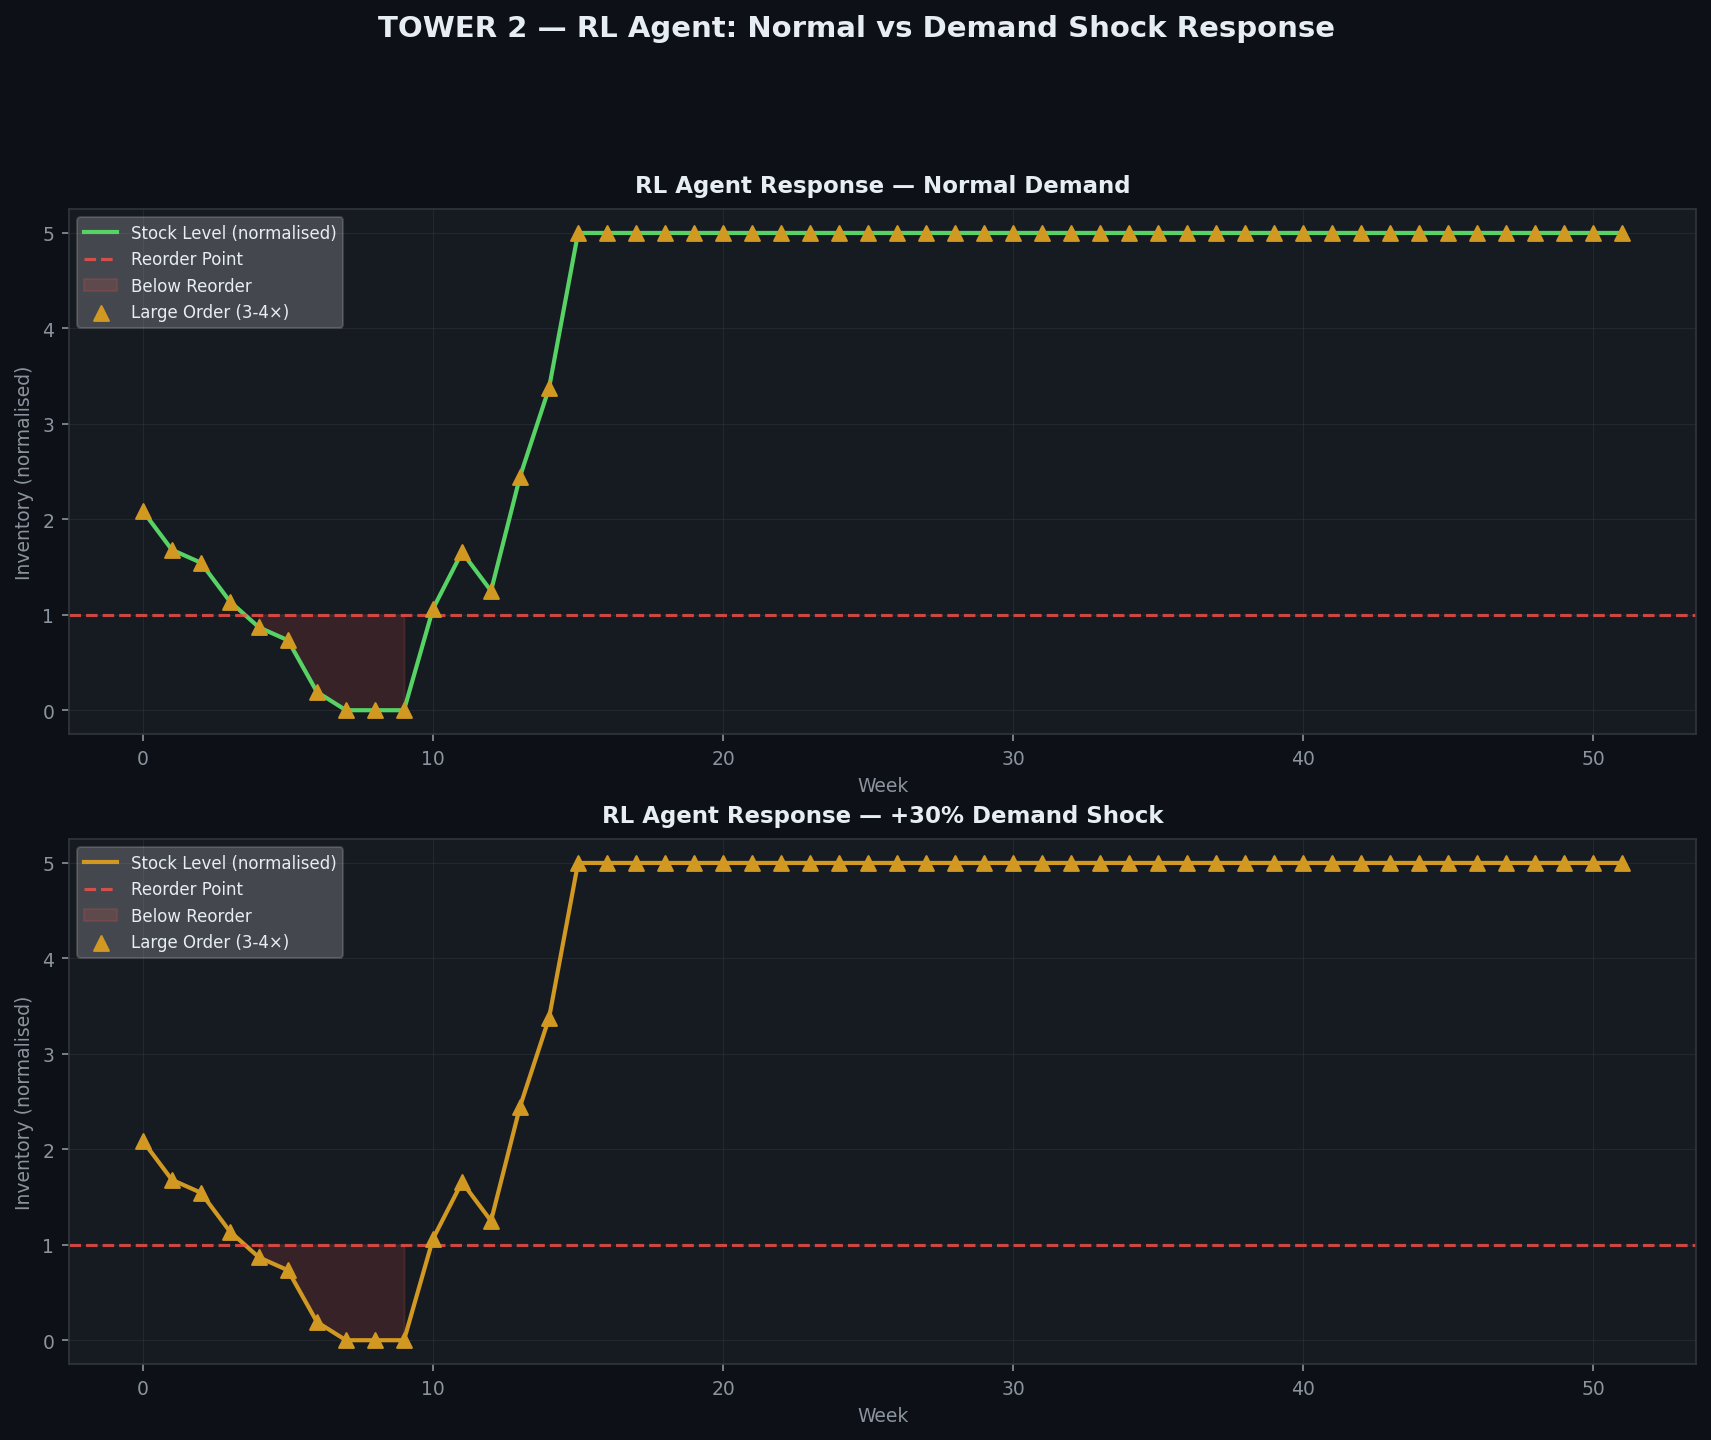 TOWER 2 — RL Agent: Normal vs Demand Shock Response
RL Agent Response — Normal Demand
Stock Level (normalised)
Reorder Point
Below Reorder
Large Order (3-4×)
Inventory (normalised)
5
4
3
2
1
0
0 10 20 30 40 50
Week
RL Agent Response — +30% Demand Shock
Stock Level (normalised)
Reorder Point
Below Reorder
Large Order (3-4×)
Inventory (normalised)
5
4
3
2
1
0
0 10 20 30 40 50
Week